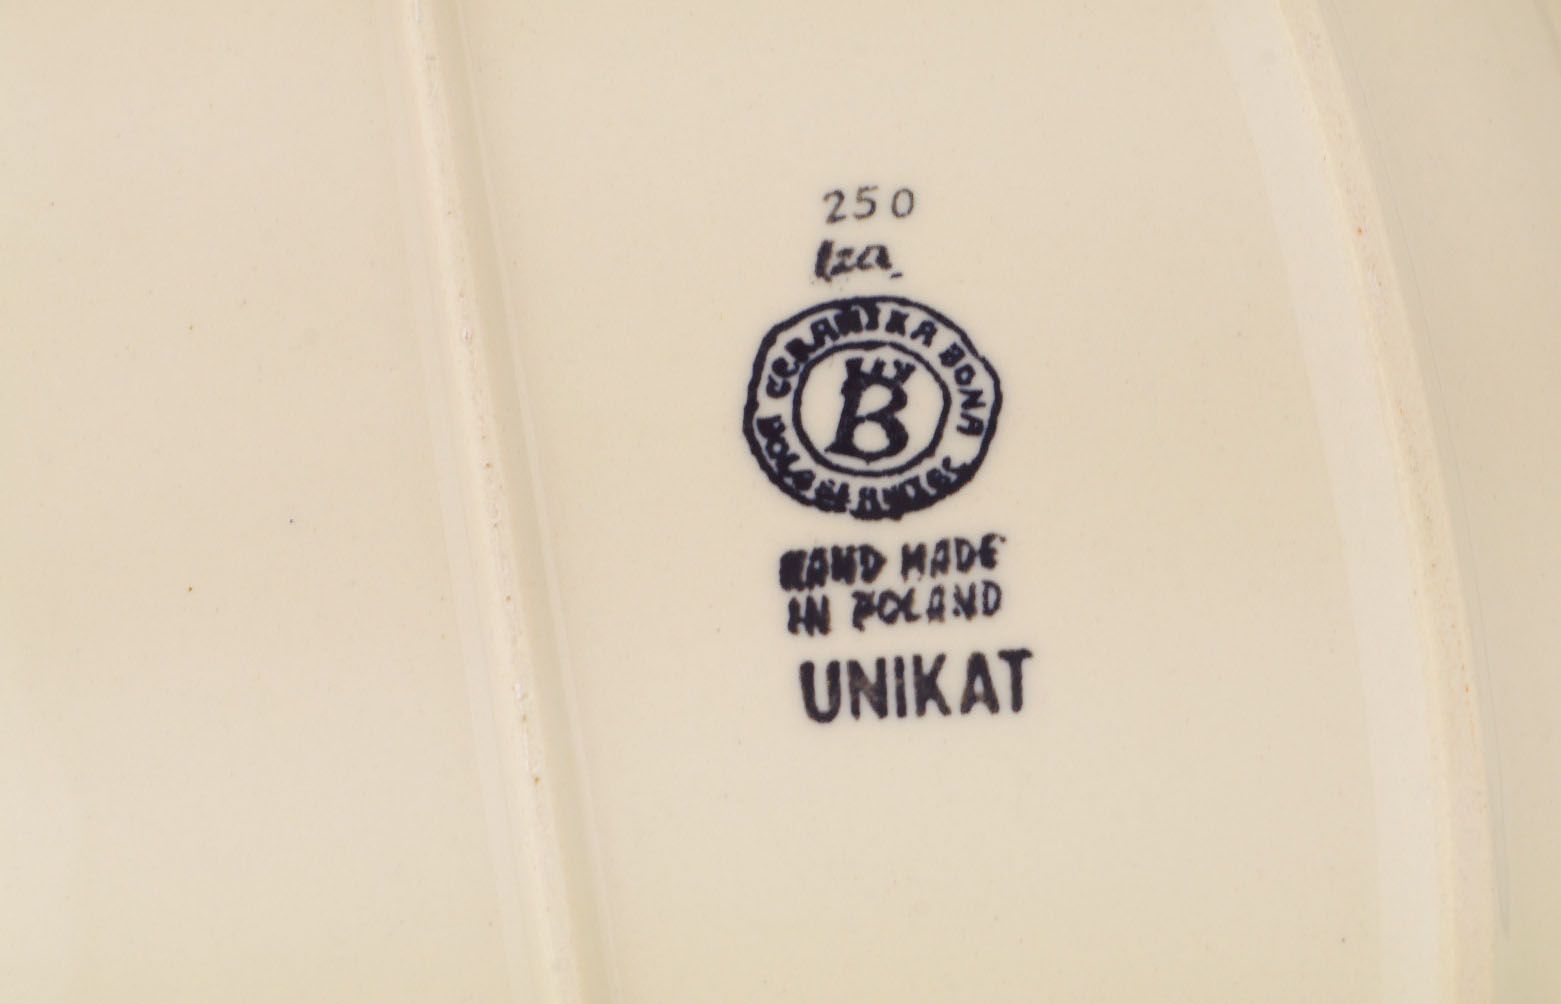 250
Iza
CERAMIKA BONA
B
BOLESŁAWIEC
HAND MADE
IN POLAND
UNIKAT